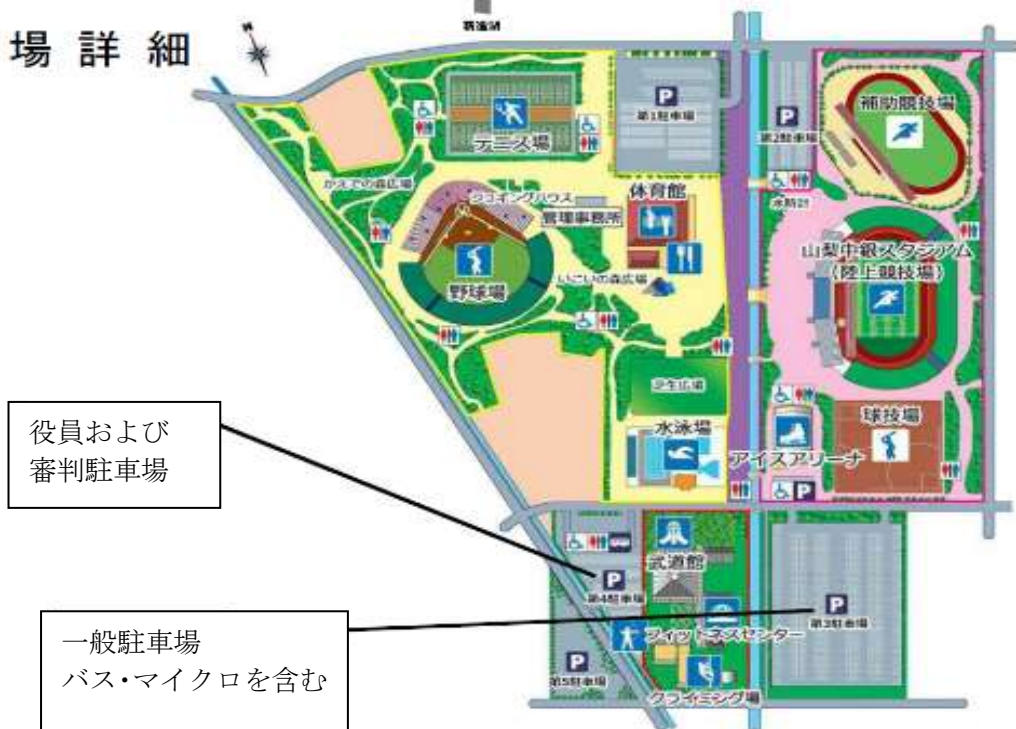 場詳細
N
第1駐車場
第2駐車場
補助競技場
テニス場
水時計
かえでの森広場
ランニングハウス
体育館
管理事務所
山梨中銀スタジアム
(陸上競技場)
野球場
いこいの森広場
芝生広場
水泳場
球技場
アイスアリーナ
役員および
審判駐車場
武道館
第4駐車場
第3駐車場
一般駐車場
バス・マイクロを含む
フィットネスセンター
第5駐車場
クライミング場
P
P
P
P
P
P